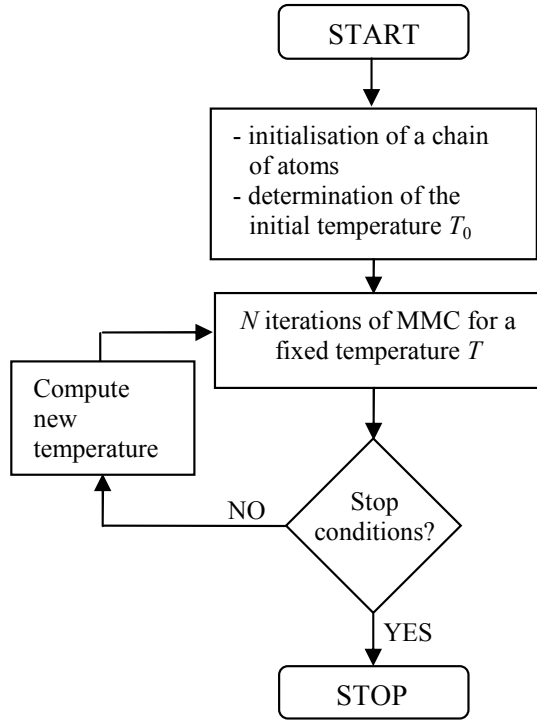 START
- initialisation of a chain
of atoms
- determination of the
initial temperature T₀
N iterations of MMC for a
fixed temperature T
Compute
new
temperature
Stop
conditions?
NO
YES
STOP